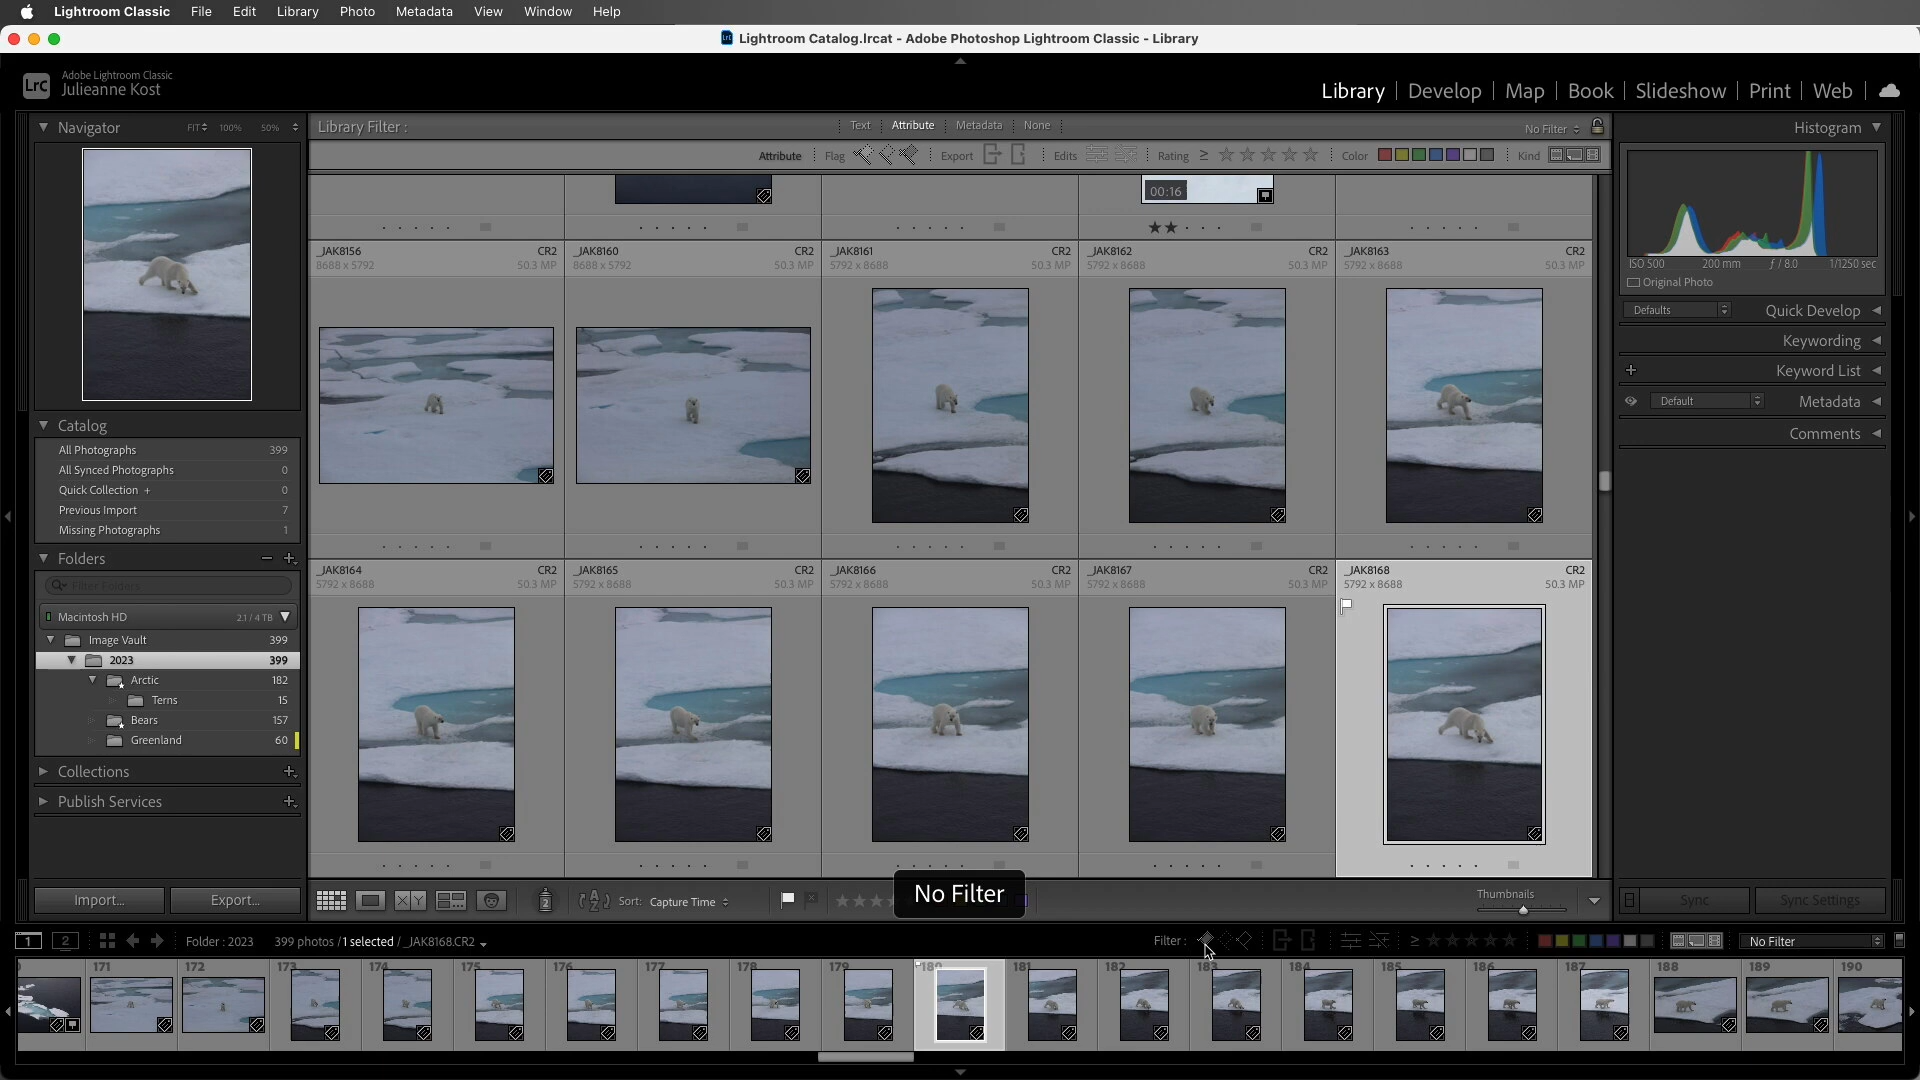 Lightroom Classic File Edit Library Photo Metadata View Window Help
Lightroom Catalog.lrcat - Adobe Photoshop Lightroom Classic - Library
LrC
Adobe Lightroom Classic
Julieanne Kost
Library Develop Map Book Slideshow Print Web
Navigator FIT 100% 50%
Library Filter : Text Attribute Metadata None No Filter
Histogram
Attribute Flag Export Edits Rating ≥ Color Kind
00:16
_JAK8156 CR2
8688 x 5792 50.3 MP
_JAK8160 CR2
8688 x 5792 50.3 MP
_JAK8161 CR2
5792 x 8688 50.3 MP
_JAK8162 CR2
5792 x 8688 50.3 MP
_JAK8163 CR2
5792 x 8688 50.3 MP
ISO 500 200 mm ƒ / 8.0 1/1250 sec
Original Photo
Defaults Quick Develop
Keywording
+ Keyword List
Default Metadata
Comments
Catalog
All Photographs 399
All Synced Photographs 0
Quick Collection + 0
Previous Import 7
Missing Photographs 1
Folders
Filter Folders
Macintosh HD 2.1 / 4 TB
Image Vault 399
2023 399
Arctic 182
Terns 15
Bears 157
Greenland 60
Collections
Publish Services
_JAK8164 CR2
5792 x 8688 50.3 MP
_JAK8165 CR2
5792 x 8688 50.3 MP
_JAK8166 CR2
5792 x 8688 50.3 MP
_JAK8167 CR2
5792 x 8688 50.3 MP
_JAK8168 CR2
5792 x 8688 50.3 MP
Import... Export...
XY 2 AZ Sort: Capture Time
No Filter
Thumbnails
Sync Sync Settings
1 2 Folder : 2023 399 photos / 1 selected / _JAK8168.CR2 Filter : ≥ No Filter
171 172 173 174 175 176 177 178 179 180 181 182 183 184 185 186 187 188 189 190